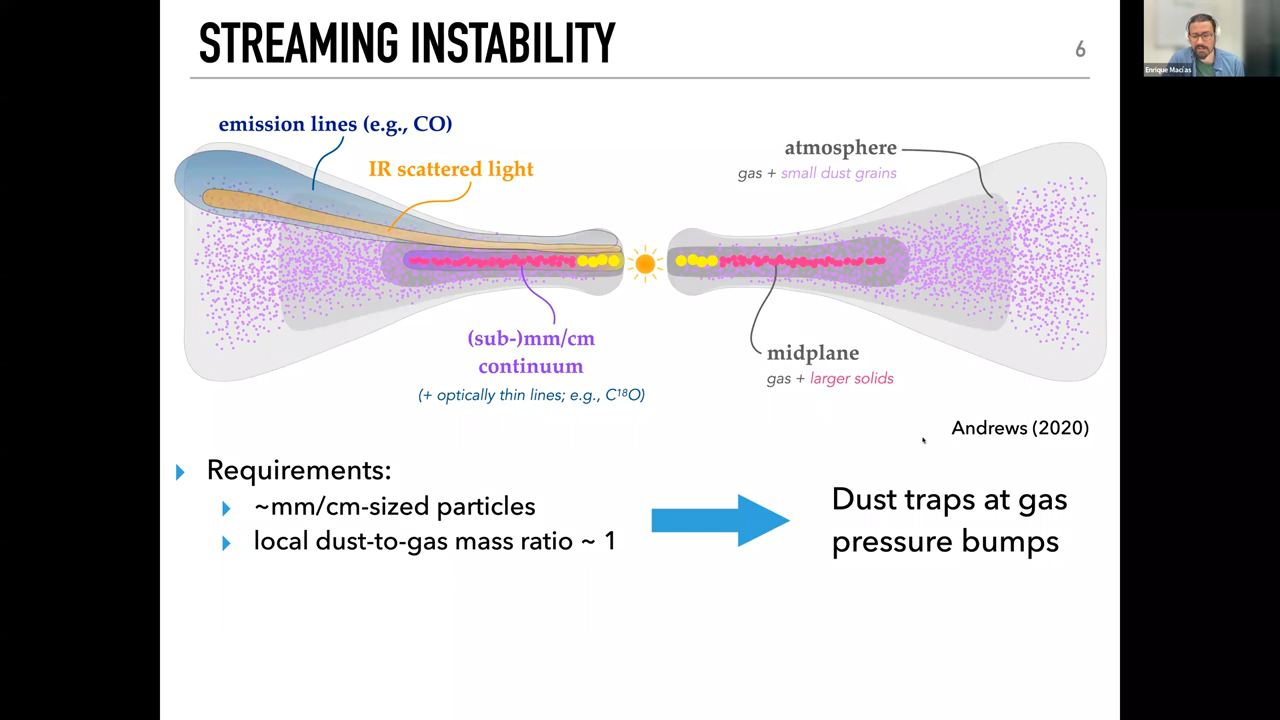 STREAMING INSTABILITY
6
Enrique Macías
emission lines (e.g., CO)
IR scattered light
atmosphere
gas + small dust grains
(sub-)mm/cm
continuum
(+ optically thin lines; e.g., C¹⁸O)
midplane
gas + larger solids
Andrews (2020)
Requirements:
~mm/cm-sized particles
local dust-to-gas mass ratio ~ 1
Dust traps at gas
pressure bumps